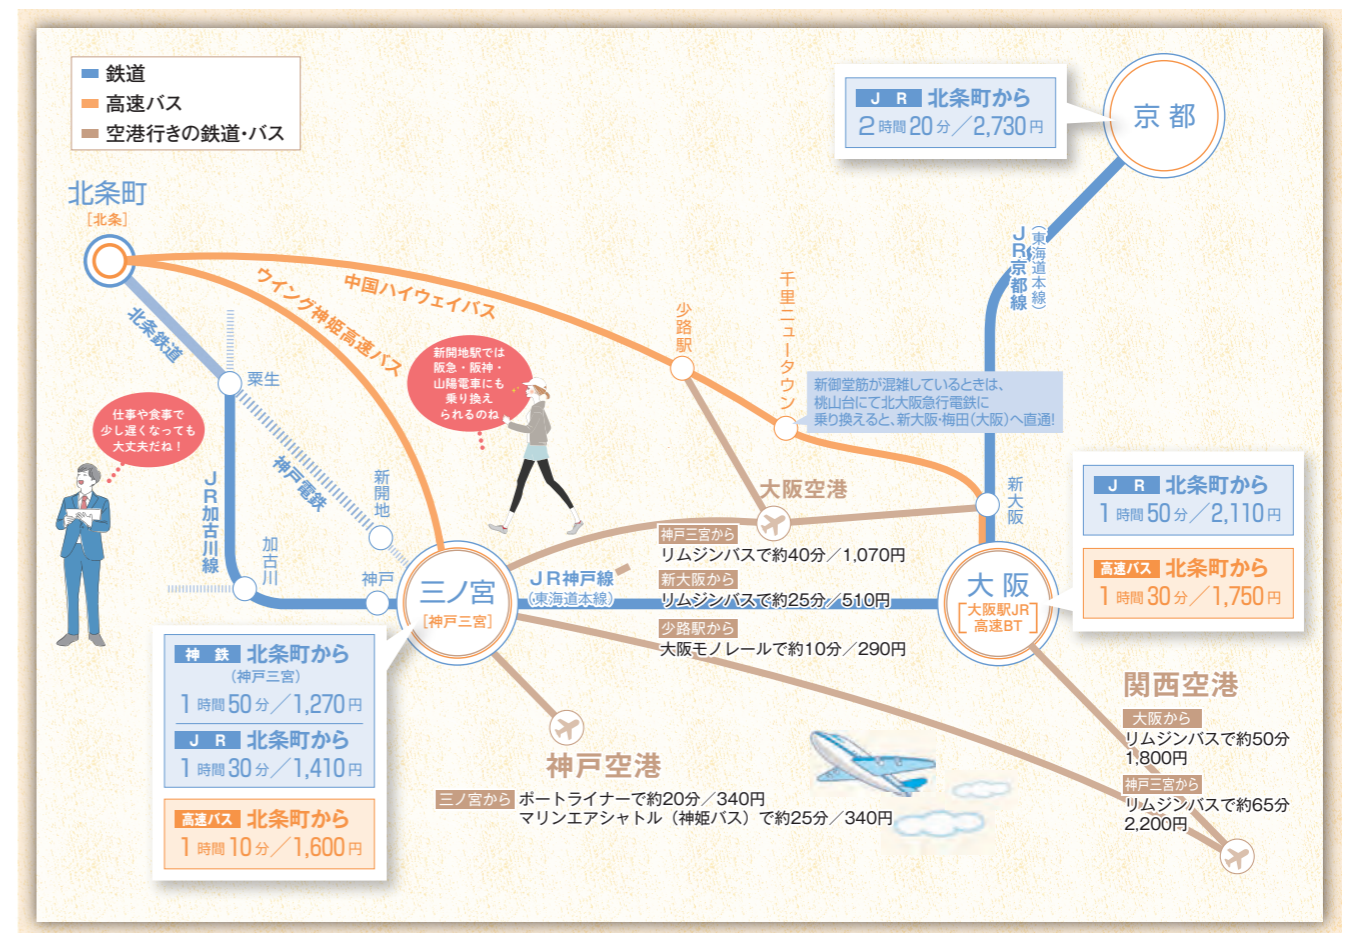 鉄道
高速バス
空港行きの鉄道・バス
北条町
[北条]
北条鉄道
ウイング神姫高速バス
中国ハイウェイバス
粟生
神戸電鉄
JR加古川線
加古川
新開地
神戸
仕事や食事で
少し遅くなっても
大丈夫だね！
新開地駅では
阪急・阪神・
山陽電車にも
乗り換え
られるのね
少路駅
千里ニュータウン
新御堂筋が混雑しているときは、
桃山台にて北大阪急行電鉄に
乗り換えると、新大阪・梅田（大阪）へ直通！
JR 北条町から
2時間20分／2,730円
京都
JR京都線
（東海道本線）
新大阪
大阪空港
神戸三宮から
リムジンバスで約40分／1,070円
新大阪から
リムジンバスで約25分／510円
少路駅から
大阪モノレールで約10分／290円
JR神戸線
（東海道本線）
三ノ宮
[神戸三宮]
大阪
[大阪駅JR
高速BT]
JR 北条町から
1時間50分／2,110円
高速バス 北条町から
1時間30分／1,750円
神鉄 北条町から
（神戸三宮）
1時間50分／1,270円
JR 北条町から
1時間30分／1,410円
高速バス 北条町から
1時間10分／1,600円
神戸空港
三ノ宮から ポートライナーで約20分／340円
マリンエアシャトル（神姫バス）で約25分／340円
関西空港
大阪から
リムジンバスで約50分
1,800円
神戸三宮から
リムジンバスで約65分
2,200円